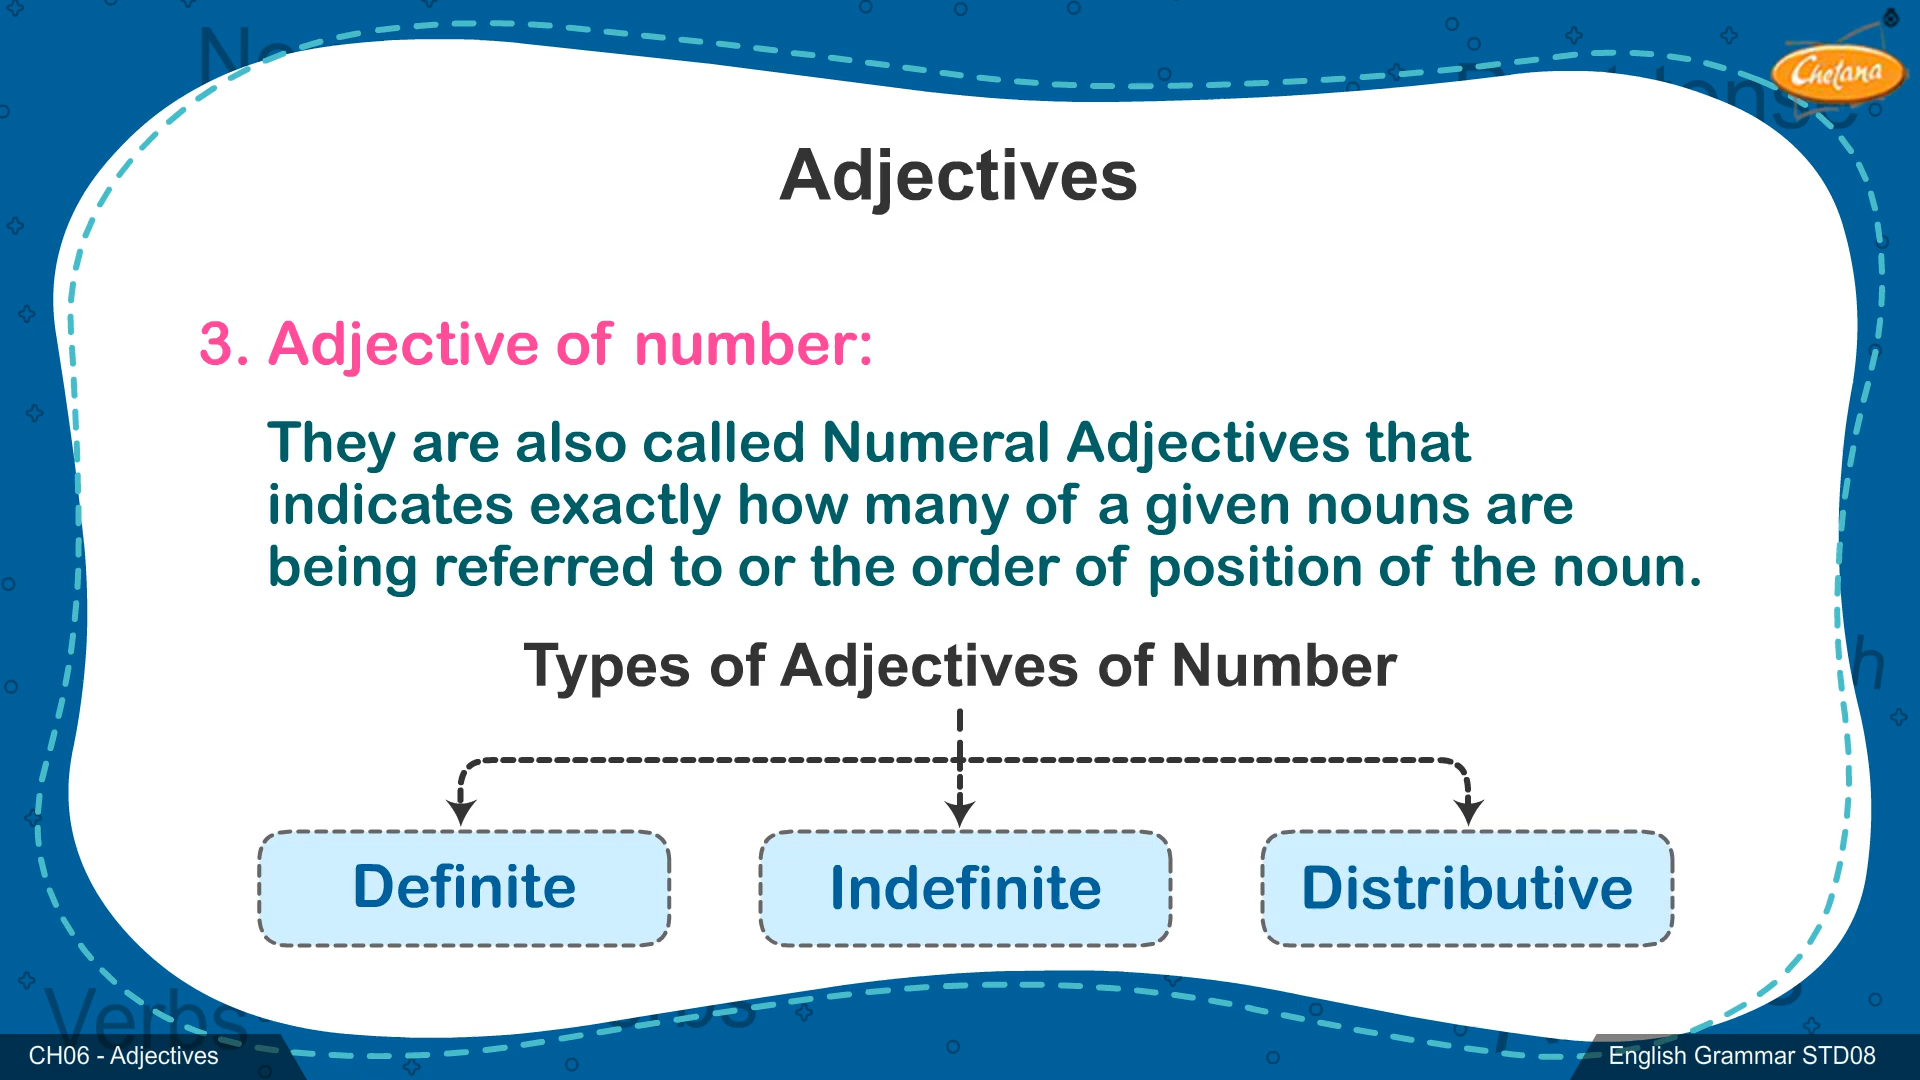 Chetana
Adjectives
3. Adjective of number:
They are also called Numeral Adjectives that
indicates exactly how many of a given nouns are
being referred to or the order of position of the noun.
Types of Adjectives of Number
Definite
Indefinite
Distributive
Verbs
CH06 - Adjectives
English Grammar STD08